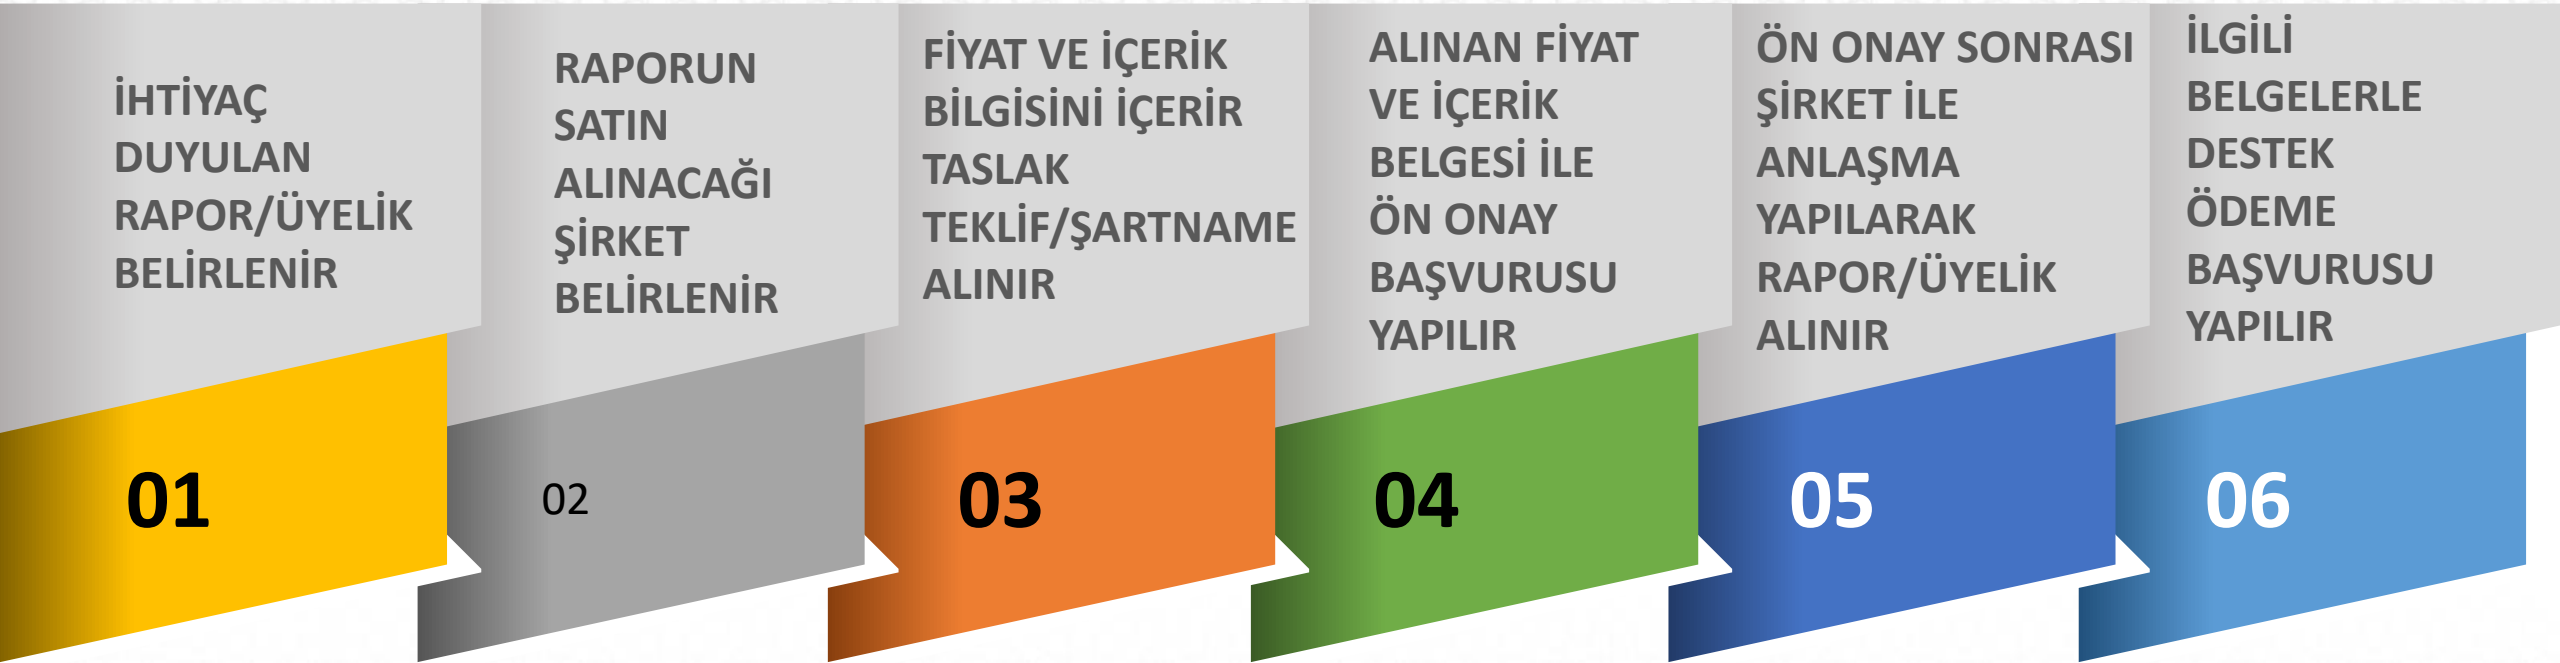 İHTİYAÇ
DUYULAN
RAPOR/ÜYELİK
BELİRLENİR
01
RAPORUN
SATIN
ALINACAĞI
ŞİRKET
BELİRLENİR
02
FİYAT VE İÇERİK
BİLGİSİNİ İÇERİR
TASLAK
TEKLİF/ŞARTNAME
ALINIR
03
ALINAN FİYAT
VE İÇERİK
BELGESİ İLE
ÖN ONAY
BAŞVURUSU
YAPILIR
04
ÖN ONAY SONRASI
ŞİRKET İLE
ANLAŞMA
YAPILARAK
RAPOR/ÜYELİK
ALINIR
05
İLGİLİ
BELGELERLE
DESTEK
ÖDEME
BAŞVURUSU
YAPILIR
06